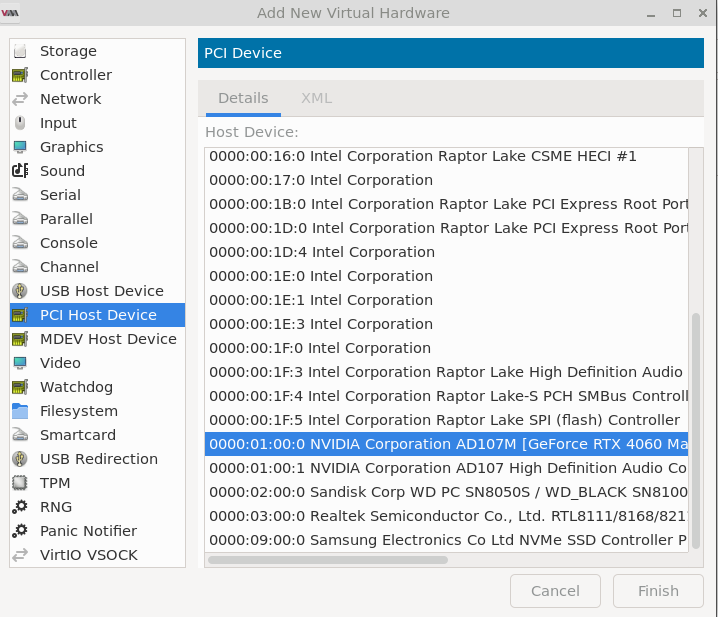 Add New Virtual Hardware
Storage
Controller
Network
Input
Graphics
Sound
Serial
Parallel
Console
Channel
USB Host Device
PCI Host Device
MDEV Host Device
Video
Watchdog
Filesystem
Smartcard
USB Redirection
TPM
RNG
Panic Notifier
VirtIO VSOCK
PCI Device
Details XML
Host Device:
0000:00:16:0 Intel Corporation Raptor Lake CSME HECI #1
0000:00:17:0 Intel Corporation
0000:00:1B:0 Intel Corporation Raptor Lake PCI Express Root Port
0000:00:1D:0 Intel Corporation Raptor Lake PCI Express Root Port
0000:00:1D:4 Intel Corporation
0000:00:1E:0 Intel Corporation
0000:00:1E:1 Intel Corporation
0000:00:1E:3 Intel Corporation
0000:00:1F:0 Intel Corporation
0000:00:1F:3 Intel Corporation Raptor Lake High Definition Audio
0000:00:1F:4 Intel Corporation Raptor Lake-S PCH SMBus Controll
0000:00:1F:5 Intel Corporation Raptor Lake SPI (flash) Controller
0000:01:00:0 NVIDIA Corporation AD107M [GeForce RTX 4060 Ma
0000:01:00:1 NVIDIA Corporation AD107 High Definition Audio Co
0000:02:00:0 Sandisk Corp WD PC SN8050S / WD_BLACK SN8100
0000:03:00:0 Realtek Semiconductor Co., Ltd. RTL8111/8168/821
0000:09:00:0 Samsung Electronics Co Ltd NVMe SSD Controller P
Cancel Finish